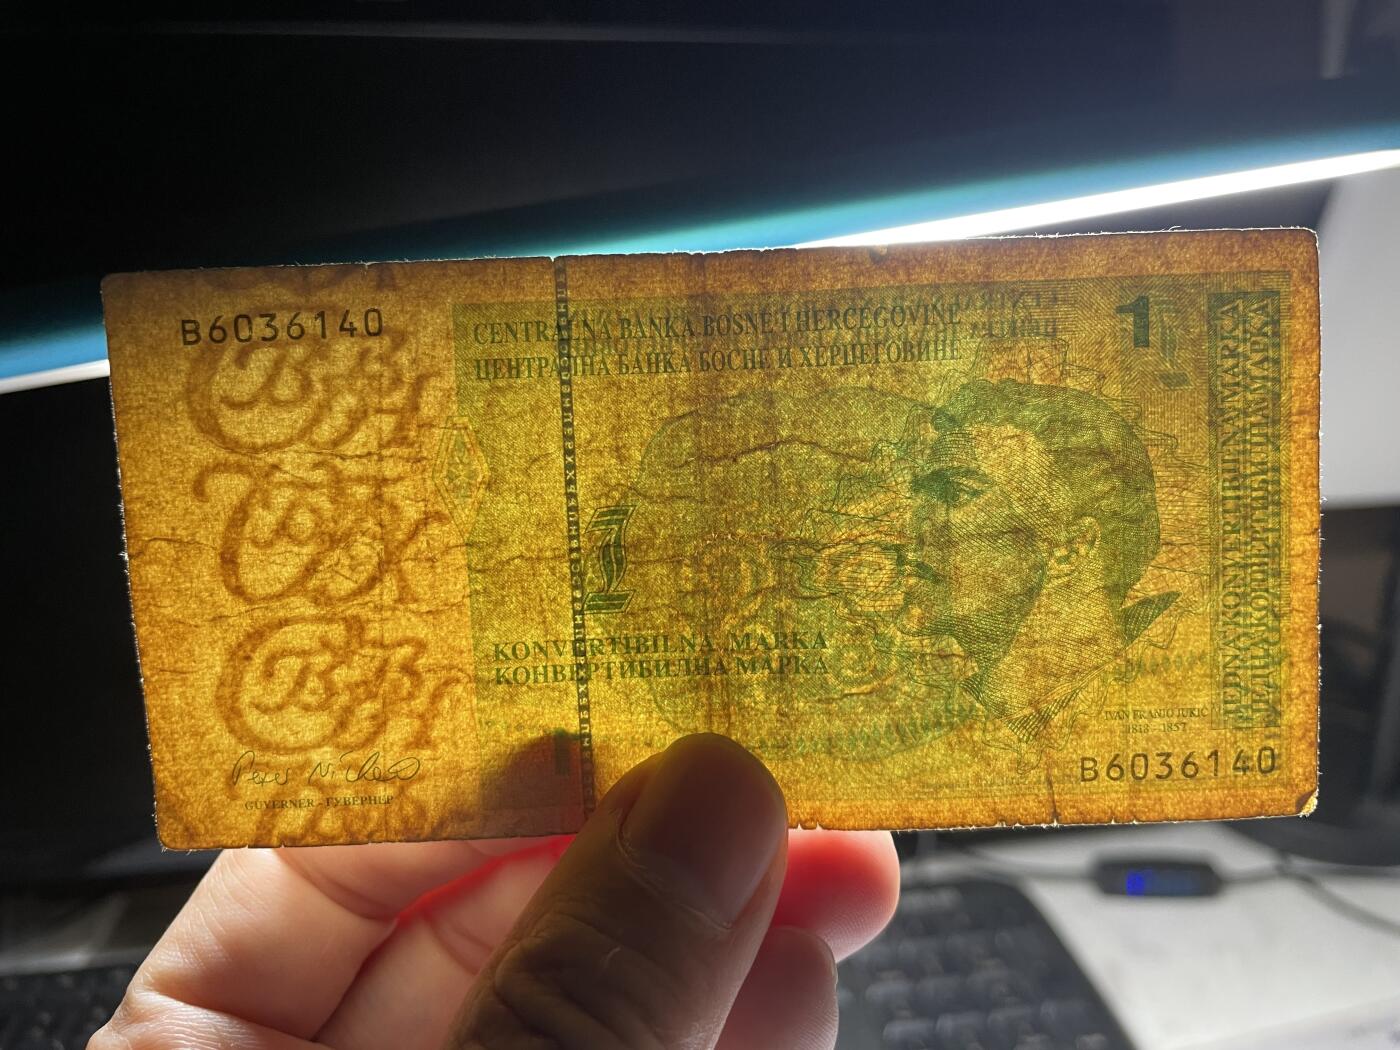 B6036140
CENTRALNA BANKA BOSNE I HERCEGOVINE
ЦЕНТРАЛНА БАНКА БОСНЕ И ХЕРЦЕГОВИНЕ
1
JEDNA KONVERTIBILNA MARKA
ЈЕДНА КОНВЕРТИБИЛНА МАРКА
1
KONVERTIBILNA MARKA
КОНВЕРТИБИЛНА МАРКА
IVAN FRANJO JUKIĆ
1818 - 1857
GUVERNER - ГУВЕРНЕР
B6036140